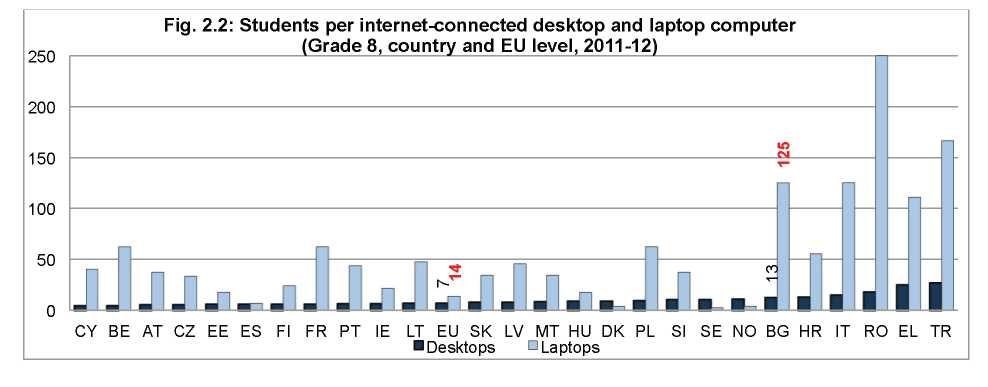 Fig. 2.2: Students per internet-connected desktop and laptop computer
(Grade 8, country and EU level, 2011-12)
250
200
150
100
50
0
7
14
13
125
CY BE AT CZ EE ES FI FR PT IE LT EU SK LV MT HU DK PL SI SE NO BG HR IT RO EL TR
Desktops Laptops